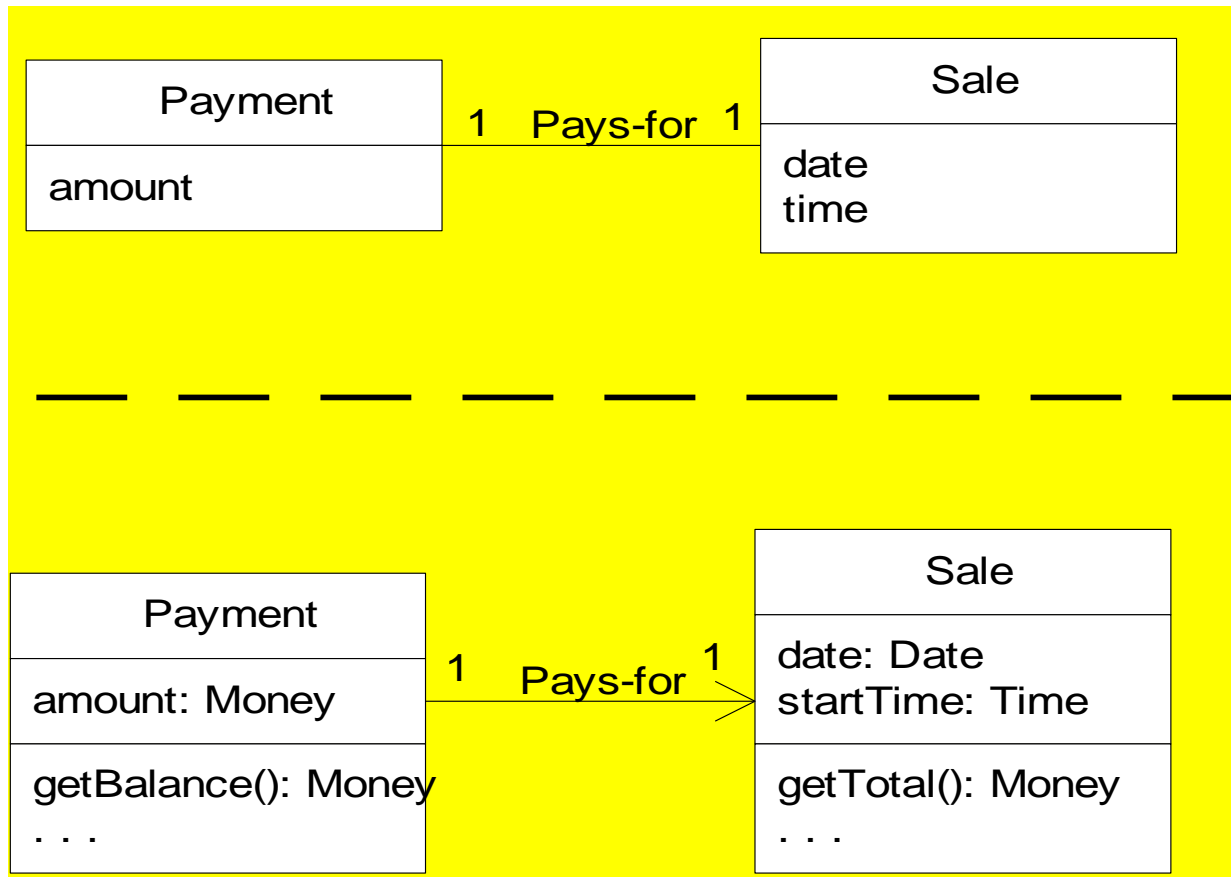 Payment
amount
1 Pays-for 1
Sale
date
time
Payment
amount: Money
getBalance(): Money
. . .
1 Pays-for 1
Sale
date: Date
startTime: Time
getTotal(): Money
. . .